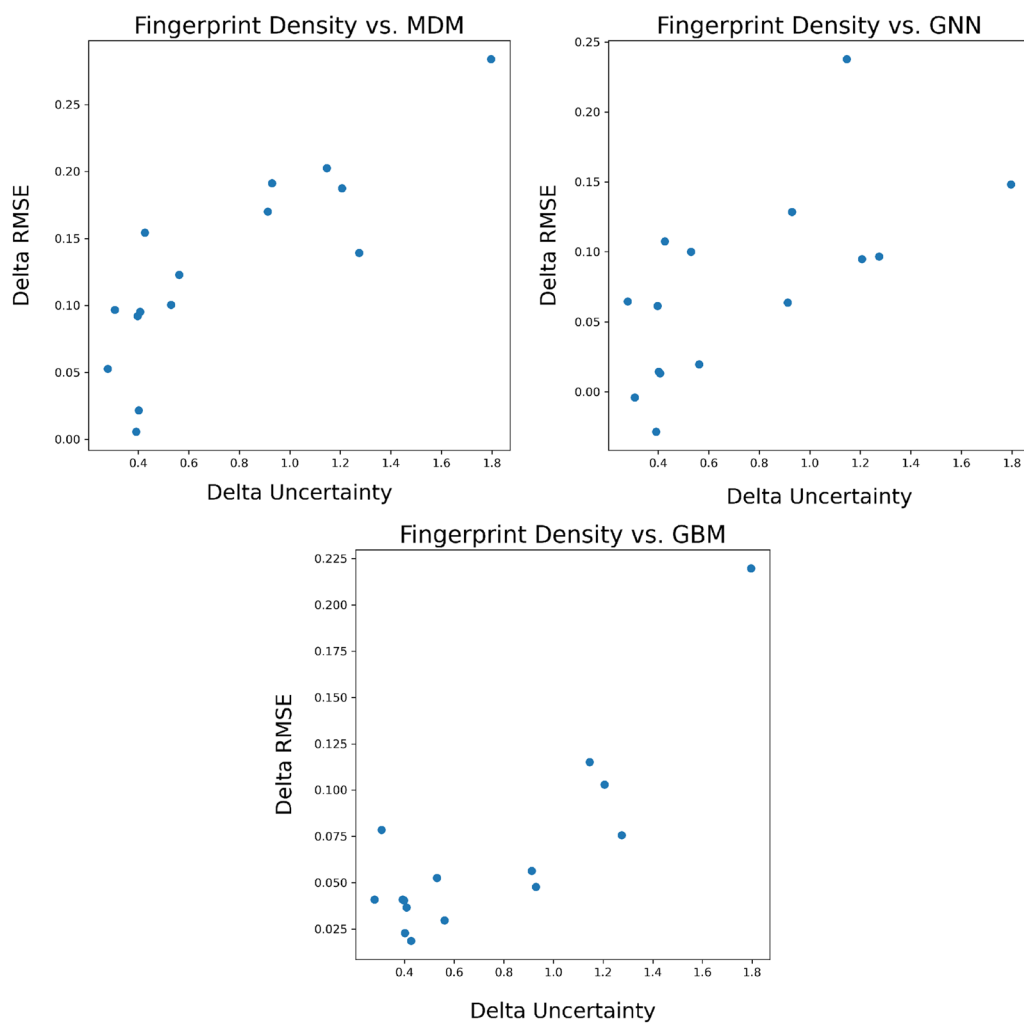 Fingerprint Density vs. MDM
0.25
0.20
0.15
0.10
0.05
0.00
Delta RMSE
0.4 0.6 0.8 1.0 1.2 1.4 1.6 1.8
Delta Uncertainty
Fingerprint Density vs. GNN
0.25
0.20
0.15
0.10
0.05
0.00
Delta RMSE
0.4 0.6 0.8 1.0 1.2 1.4 1.6 1.8
Delta Uncertainty
Fingerprint Density vs. GBM
0.225
0.200
0.175
0.150
0.125
0.100
0.075
0.050
0.025
Delta RMSE
0.4 0.6 0.8 1.0 1.2 1.4 1.6 1.8
Delta Uncertainty